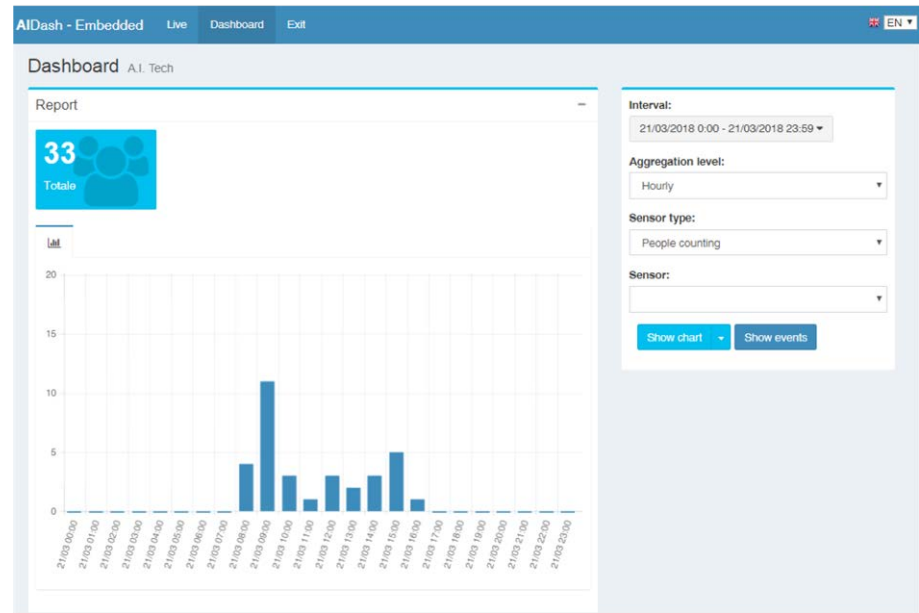 AIDash - Embedded Live Dashboard Exit EN
Dashboard A.I. Tech
Report
33
Totale
20
15
10
5
0
21/03 00:00
21/03 01:00
21/03 02:00
21/03 03:00
21/03 04:00
21/03 05:00
21/03 06:00
21/03 07:00
21/03 08:00
21/03 09:00
21/03 10:00
21/03 11:00
21/03 12:00
21/03 13:00
21/03 14:00
21/03 15:00
21/03 16:00
21/03 17:00
21/03 18:00
21/03 19:00
21/03 20:00
21/03 21:00
21/03 22:00
21/03 23:00
Interval:
21/03/2018 0:00 - 21/03/2018 23:59
Aggregation level:
Hourly
Sensor type:
People counting
Sensor:
Show chart Show events